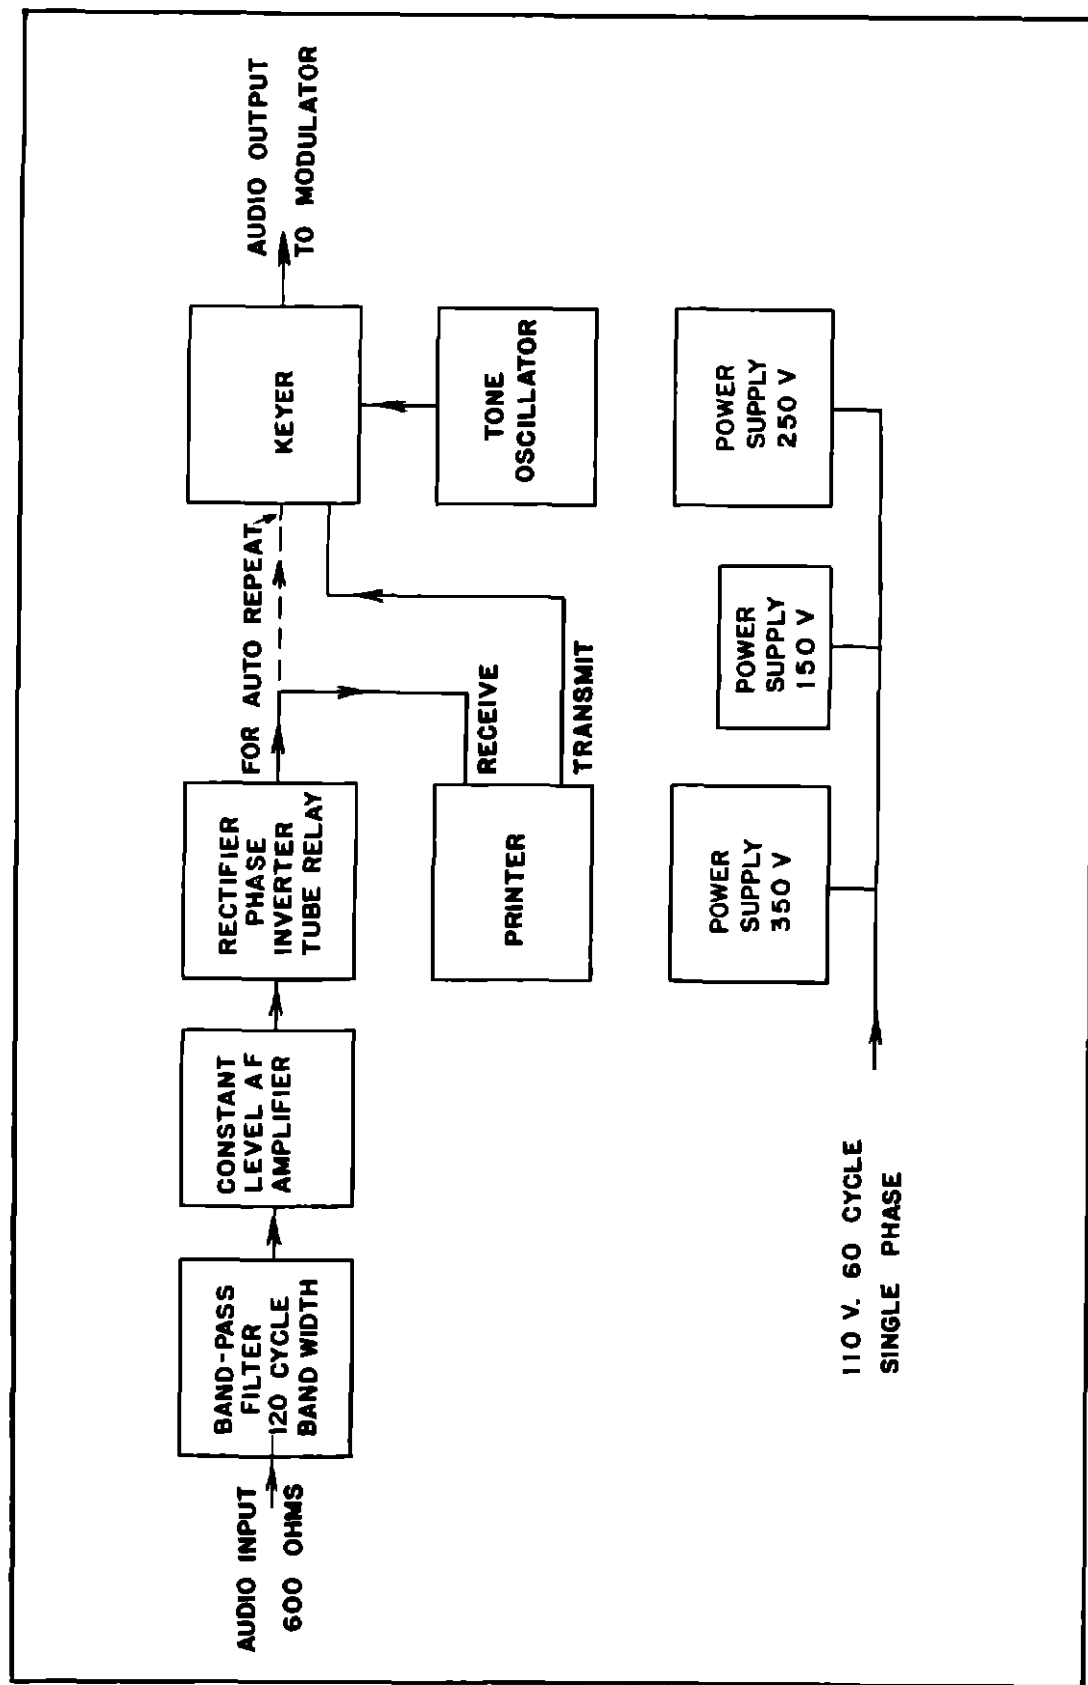 AUDIO INPUT
600 OHMS
BAND-PASS
FILTER
120 CYCLE
BAND WIDTH
CONSTANT
LEVEL AF
AMPLIFIER
RECTIFIER
PHASE
INVERTER
TUBE RELAY
FOR AUTO REPEAT
KEYER
AUDIO OUTPUT
TO MODULATOR
PRINTER
RECEIVE
TRANSMIT
TONE
OSCILLATOR
110 V. 60 CYCLE
SINGLE PHASE
POWER
SUPPLY
350 V
POWER
SUPPLY
150 V
POWER
SUPPLY
250 V